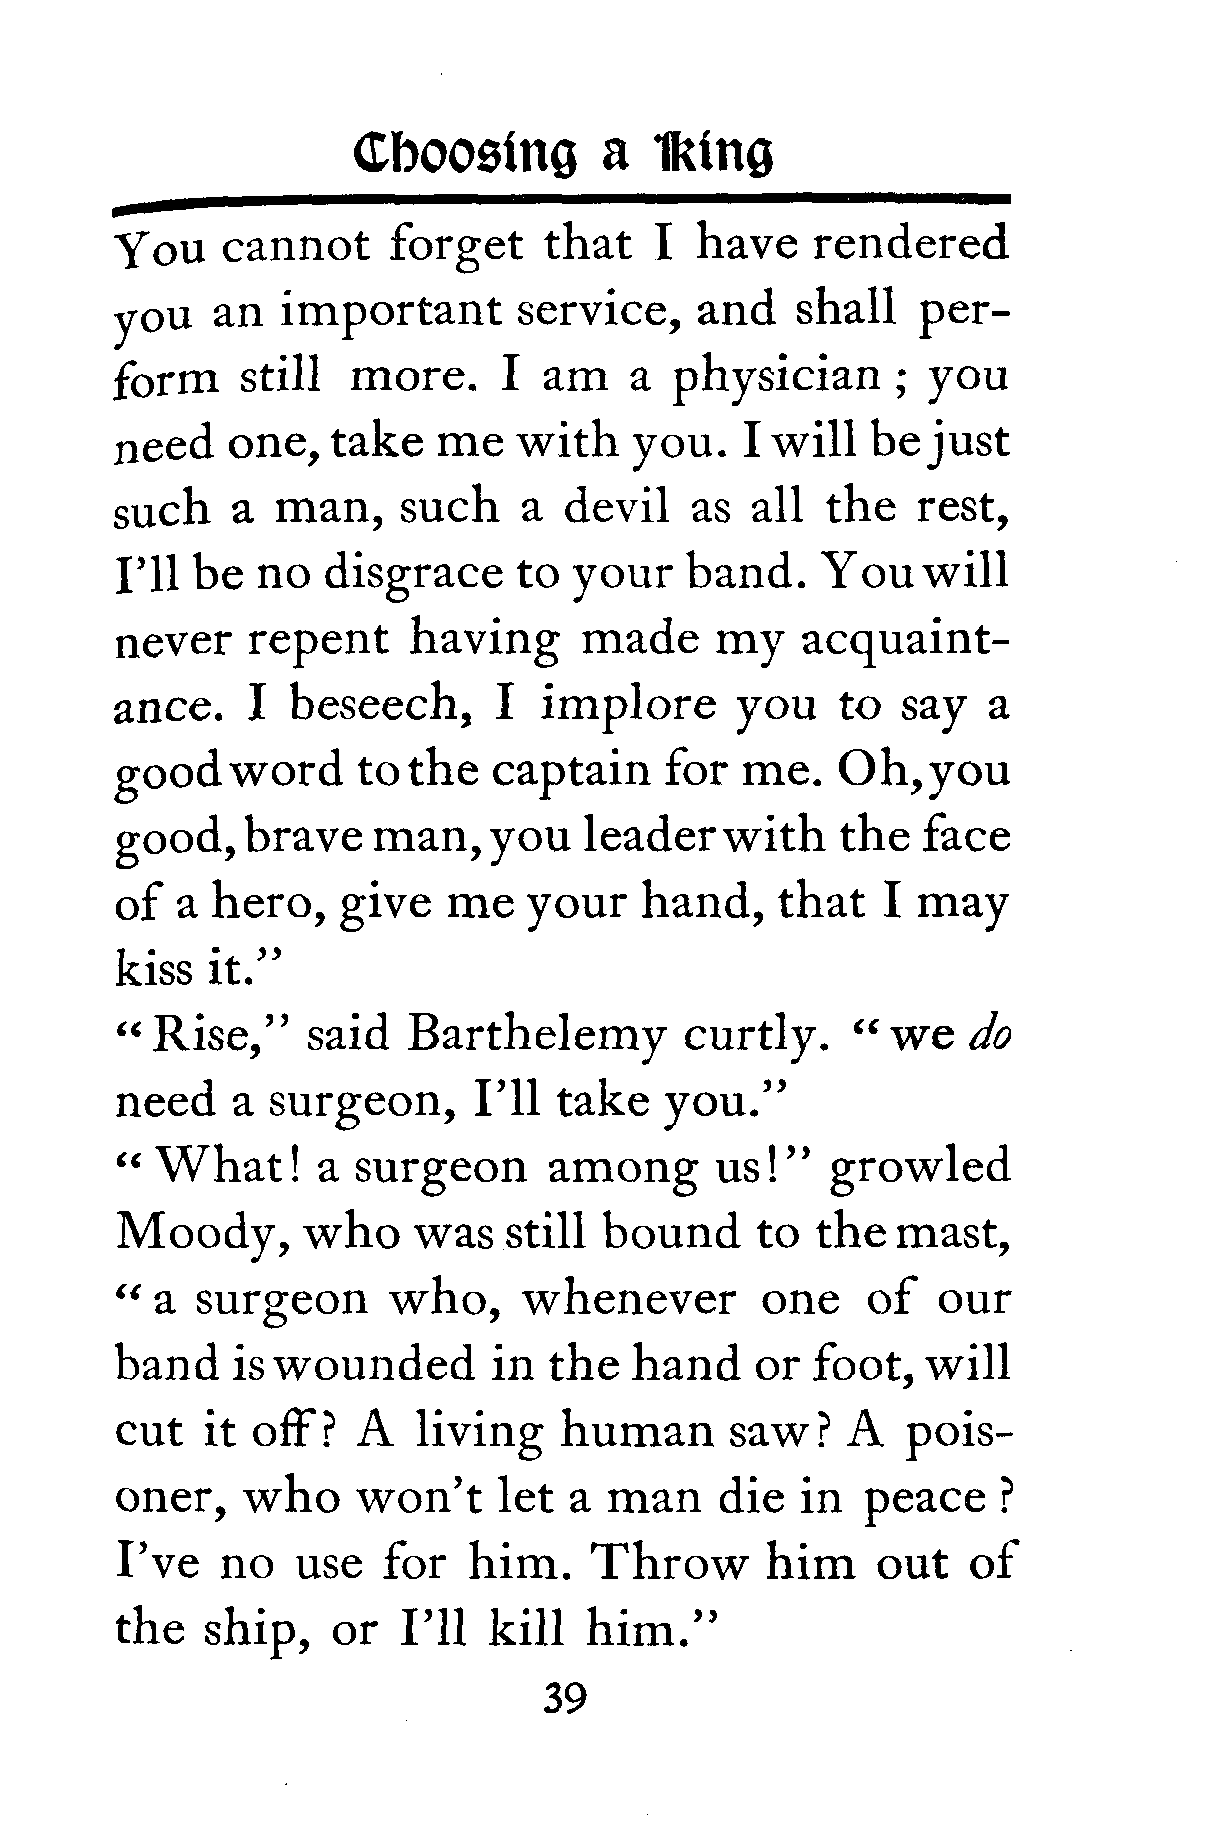 Choosing a King
You cannot forget that I have rendered
you an important service, and shall per-
form still more. I am a physician ; you
need one, take me with you. I will be just
such a man, such a devil as all the rest,
I’ll be no disgrace to your band. You will
never repent having made my acquaint-
ance. I beseech, I implore you to say a
good word to the captain for me. Oh, you
good, brave man, you leader with the face
of a hero, give me your hand, that I may
kiss it.”
“ Rise,” said Barthelemy curtly. “ we do
need a surgeon, I’ll take you.”
“ What! a surgeon among us!” growled
Moody, who was still bound to the mast,
“ a surgeon who, whenever one of our
band is wounded in the hand or foot, will
cut it off? A living human saw? A pois-
oner, who won’t let a man die in peace ?
I’ve no use for him. Throw him out of
the ship, or I’ll kill him.”
39